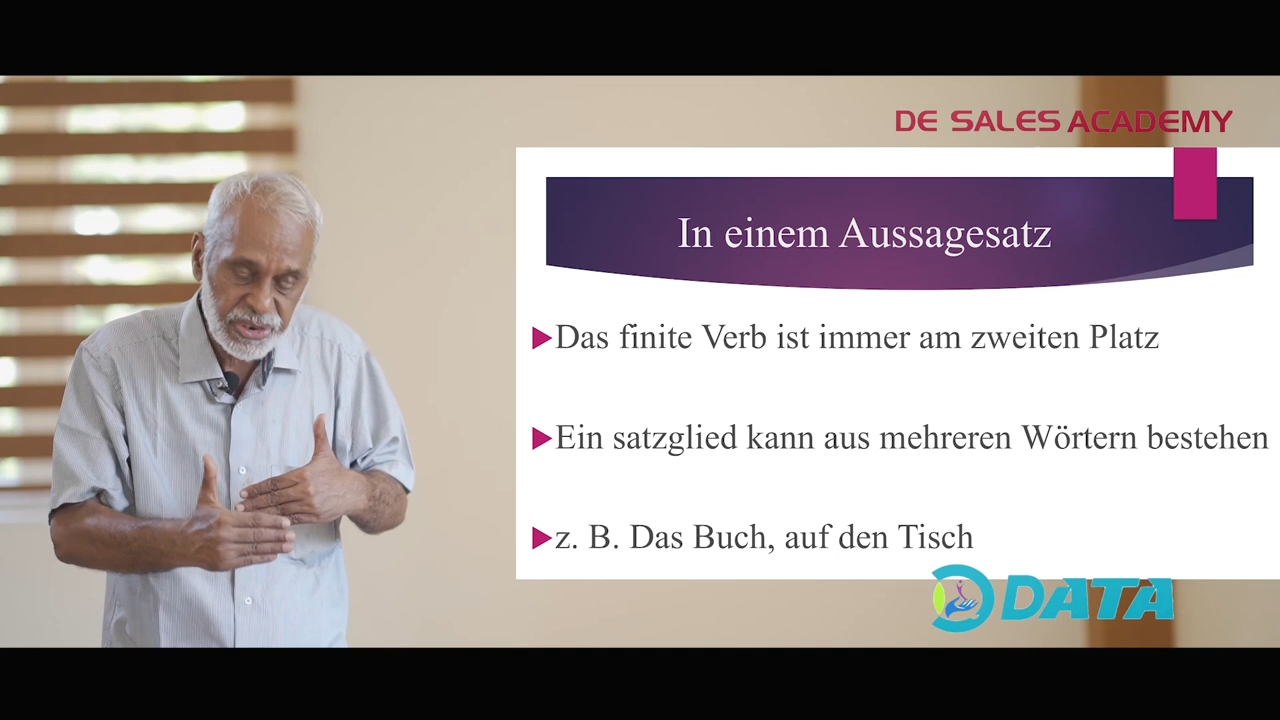 DE SALES ACADEMY
In einem Aussagesatz
Das finite Verb ist immer am zweiten Platz
Ein satzglied kann aus mehreren Wörtern bestehen
z. B. Das Buch, auf den Tisch
DATA